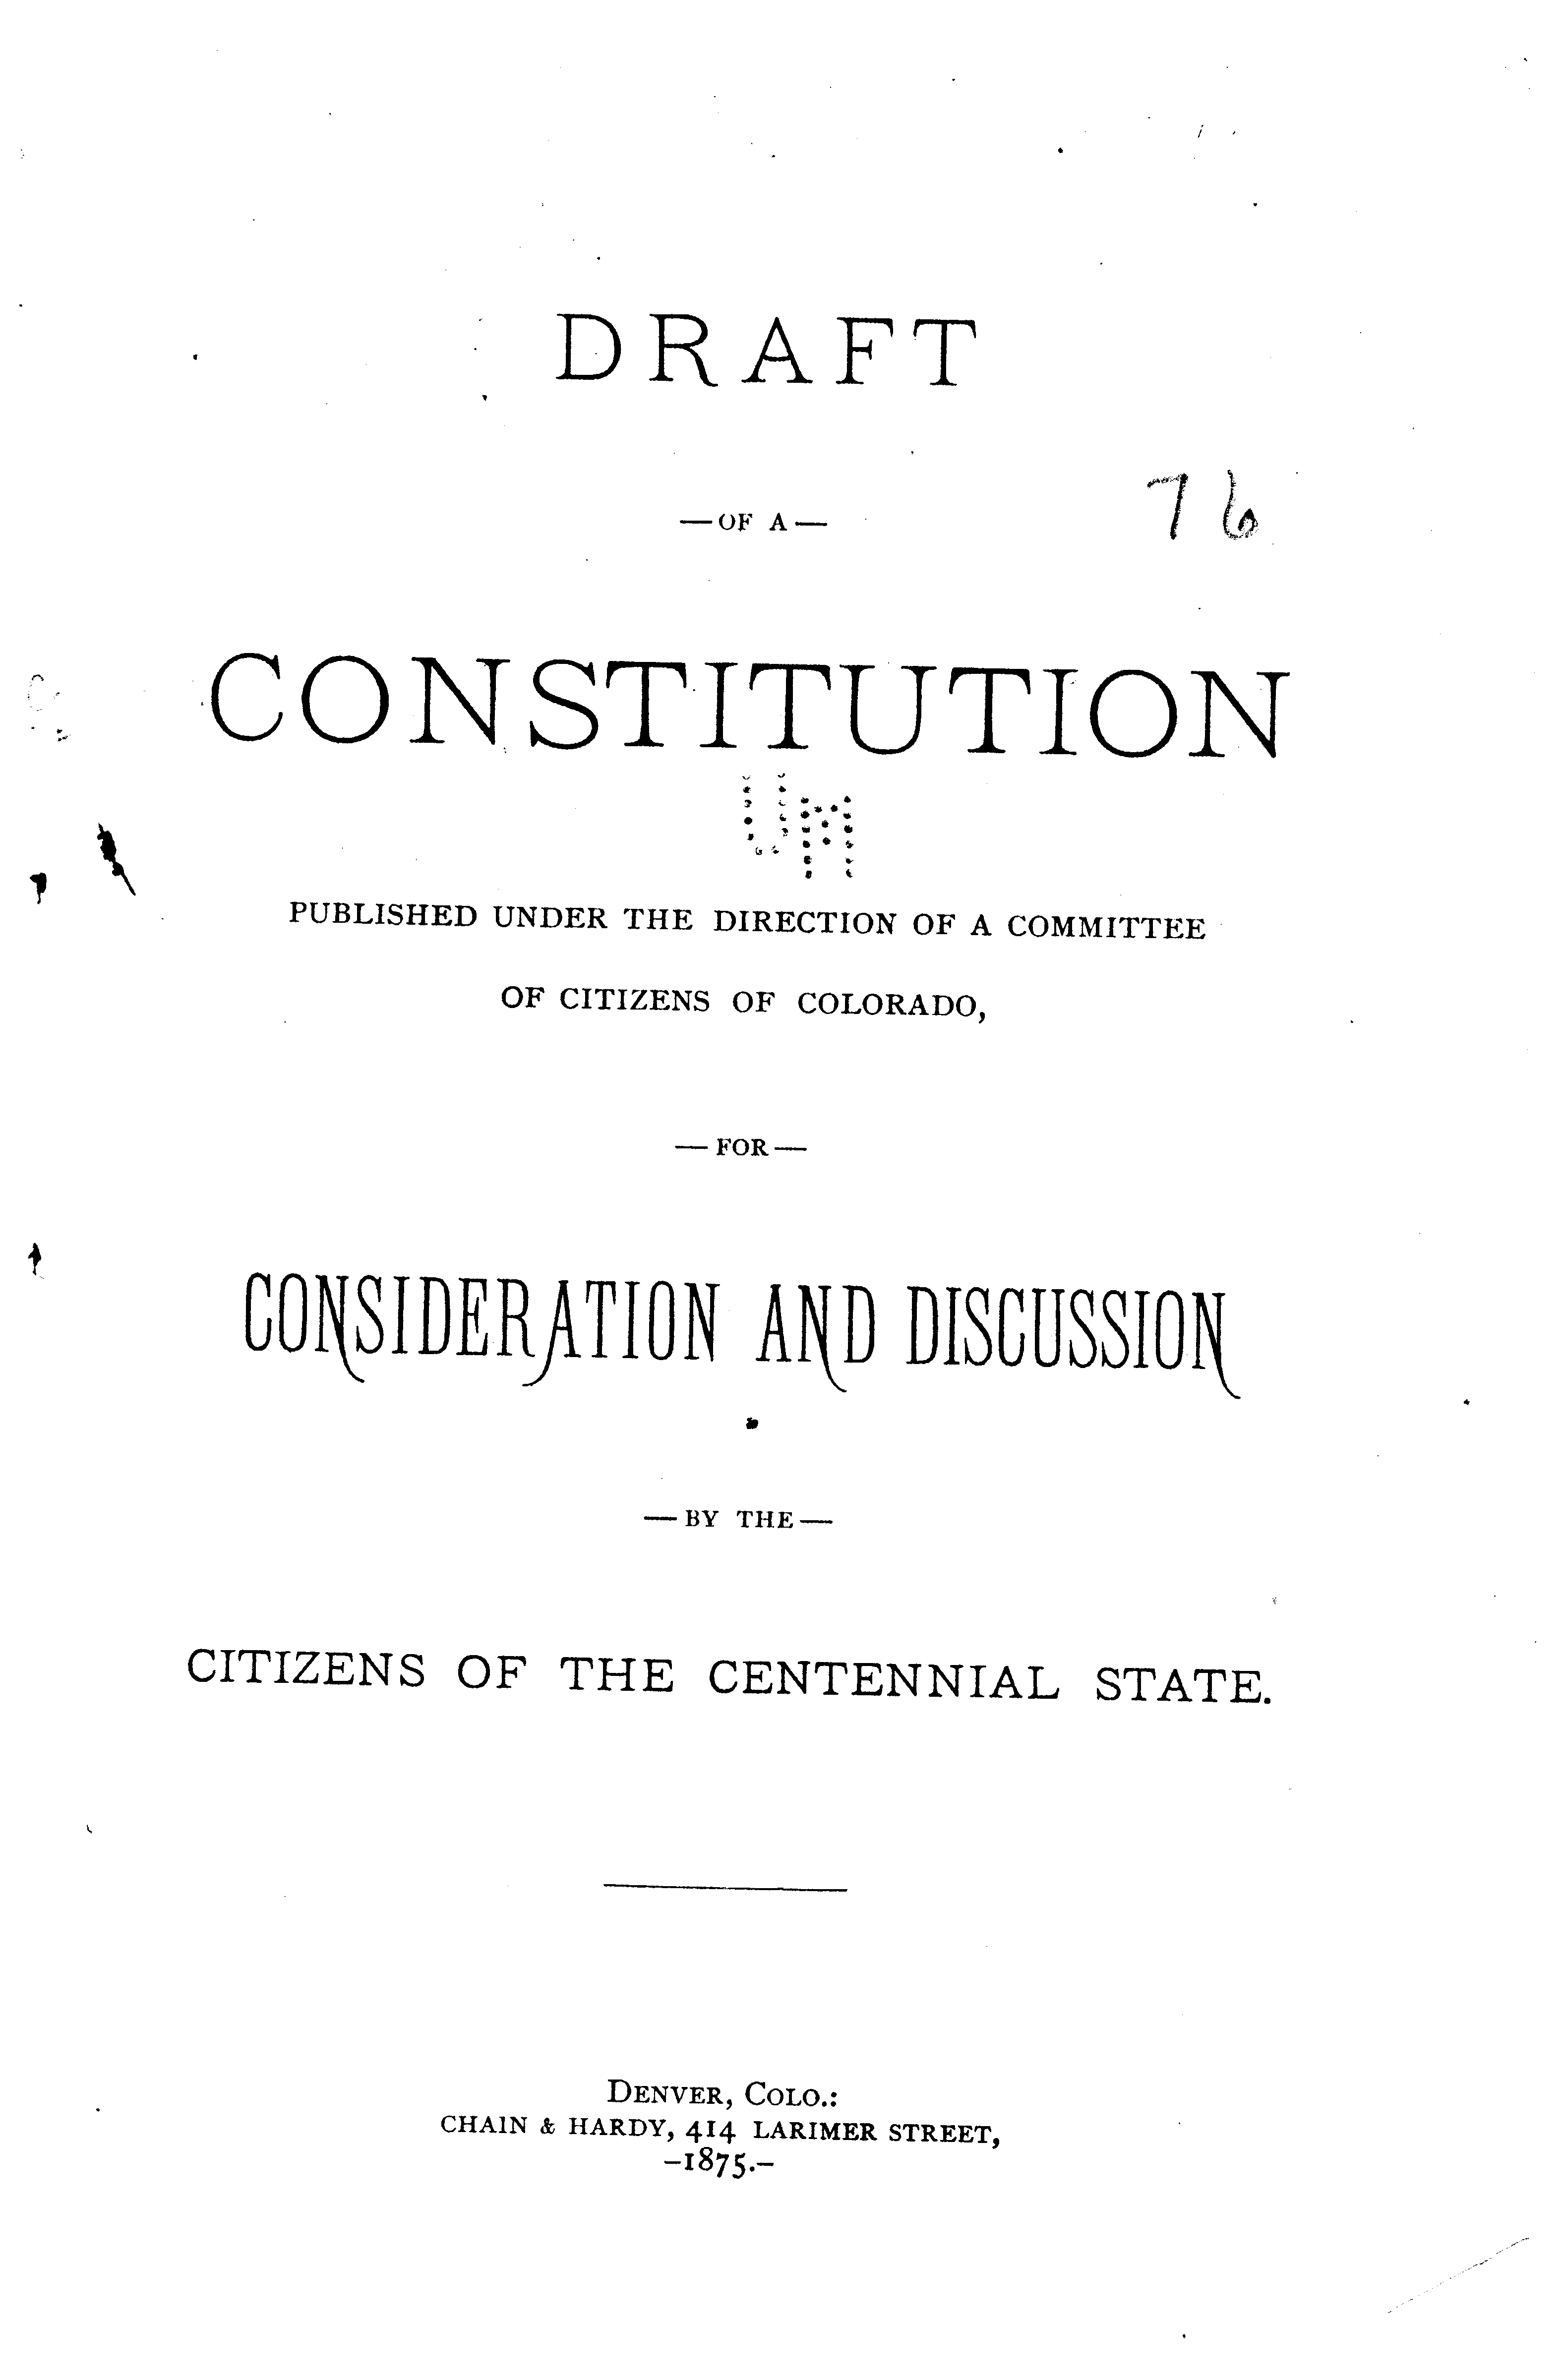 DRAFT
—OF A—
76
CONSTITUTION
UM
PUBLISHED UNDER THE DIRECTION OF A COMMITTEE
OF CITIZENS OF COLORADO,
—FOR—
CONSIDERATION AND DISCUSSION
—BY THE—
CITIZENS OF THE CENTENNIAL STATE.
DENVER, COLO.:
CHAIN & HARDY, 414 LARIMER STREET,
–1875.–